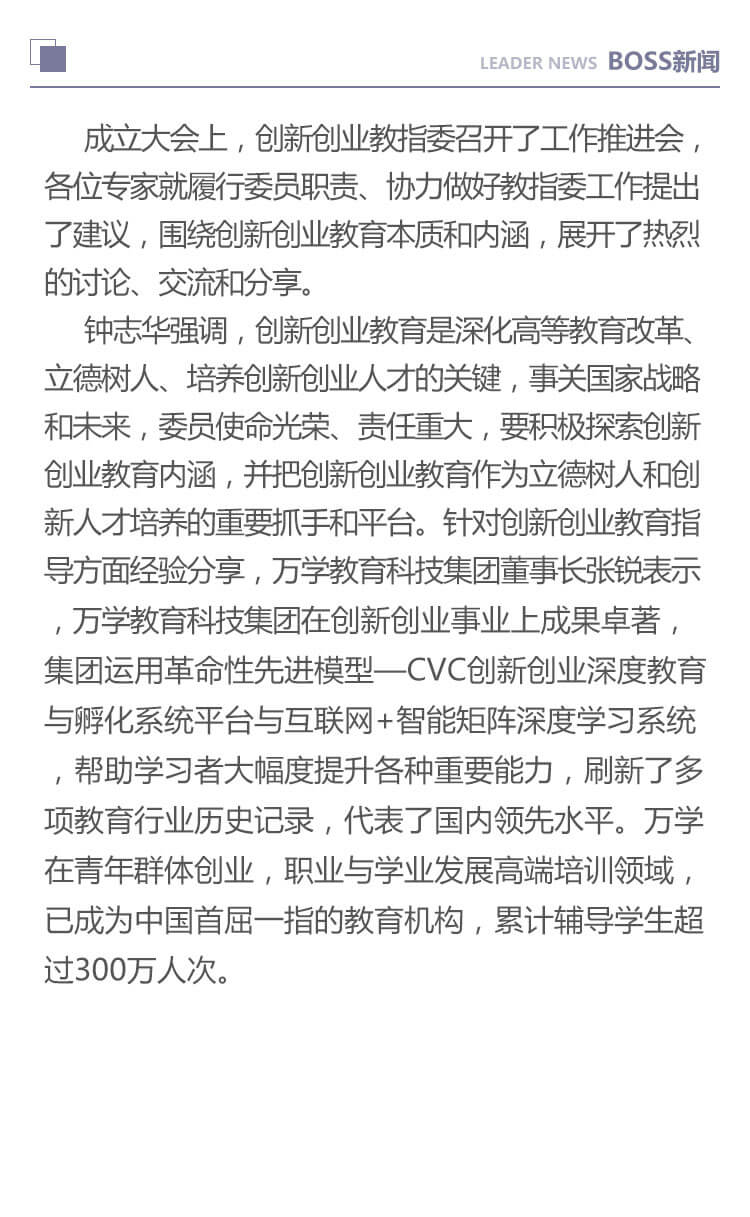 LEADER NEWS BOSS新闻
成立大会上，创新创业教指委召开了工作推进会，
各位专家就履行委员职责、协力做好教指委工作提出
了建议，围绕创新创业教育本质和内涵，展开了热烈
的讨论、交流和分享。
钟志华强调，创新创业教育是深化高等教育改革、
立德树人、培养创新创业人才的关键，事关国家战略
和未来，委员使命光荣、责任重大，要积极探索创新
创业教育内涵，并把创新创业教育作为立德树人和创
新人才培养的重要抓手和平台。针对创新创业教育指
导方面经验分享，万学教育科技集团董事长张锐表示
，万学教育科技集团在创新创业事业上成果卓著，
集团运用革命性先进模型—CVC创新创业深度教育
与孵化系统平台与互联网+智能矩阵深度学习系统
，帮助学习者大幅度提升各种重要能力，刷新了多
项教育行业历史记录，代表了国内领先水平。万学
在青年群体创业，职业与学业发展高端培训领域，
已成为中国首屈一指的教育机构，累计辅导学生超
过300万人次。